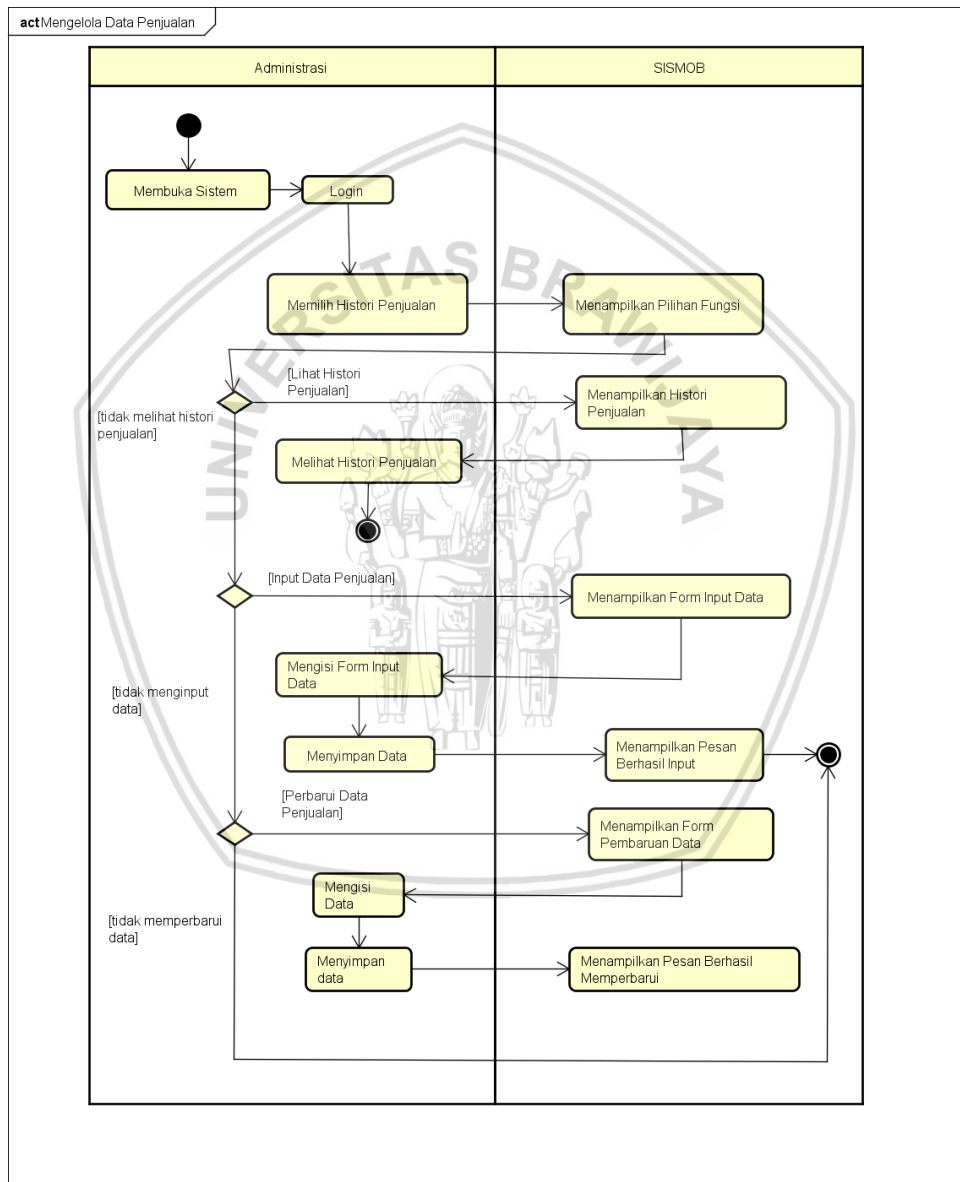 act Mengelola Data Penjualan
Administrasi
SISMOB
Membuka Sistem
Login
Memilih Histori Penjualan
Menampilkan Pilihan Fungsi
[Lihat Histori
Penjualan]
Menampilkan Histori
Penjualan
[tidak melihat histori
penjualan]
Melihat Histori Penjualan
[Input Data Penjualan]
Menampilkan Form Input Data
Mengisi Form Input
Data
[tidak menginput
data]
Menyimpan Data
Menampilkan Pesan
Berhasil Input
[Perbarui Data
Penjualan]
Menampilkan Form
Pembaruan Data
Mengisi
Data
[tidak memperbarui
data]
Menyimpan
data
Menampilkan Pesan Berhasil
Memperbarui
UNIVERSITAS BRAWIJAYA